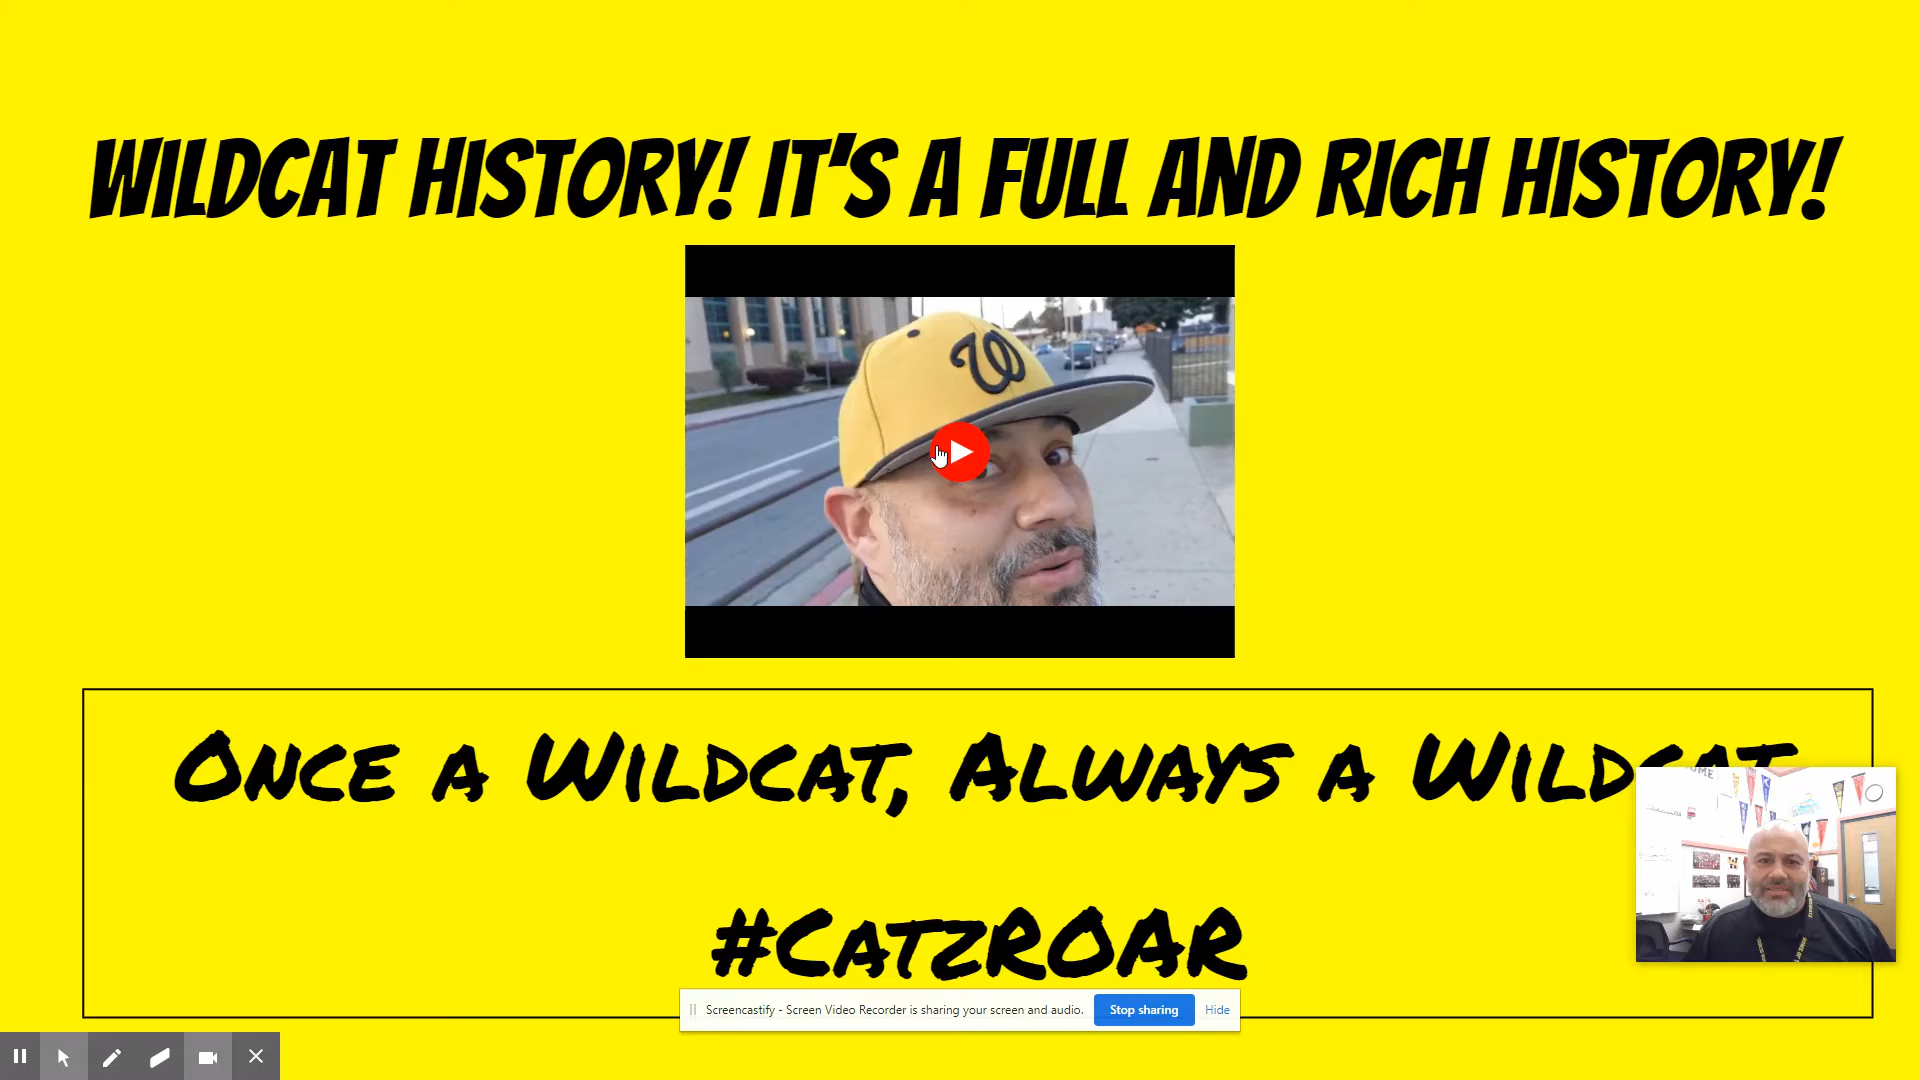 WILDCAT HISTORY! IT'S A FULL AND RICH HISTORY!
W
Once a Wildcat, Always a Wildcat
#CatzROAR
Screencastify - Screen Video Recorder is sharing your screen and audio. Stop sharing Hide